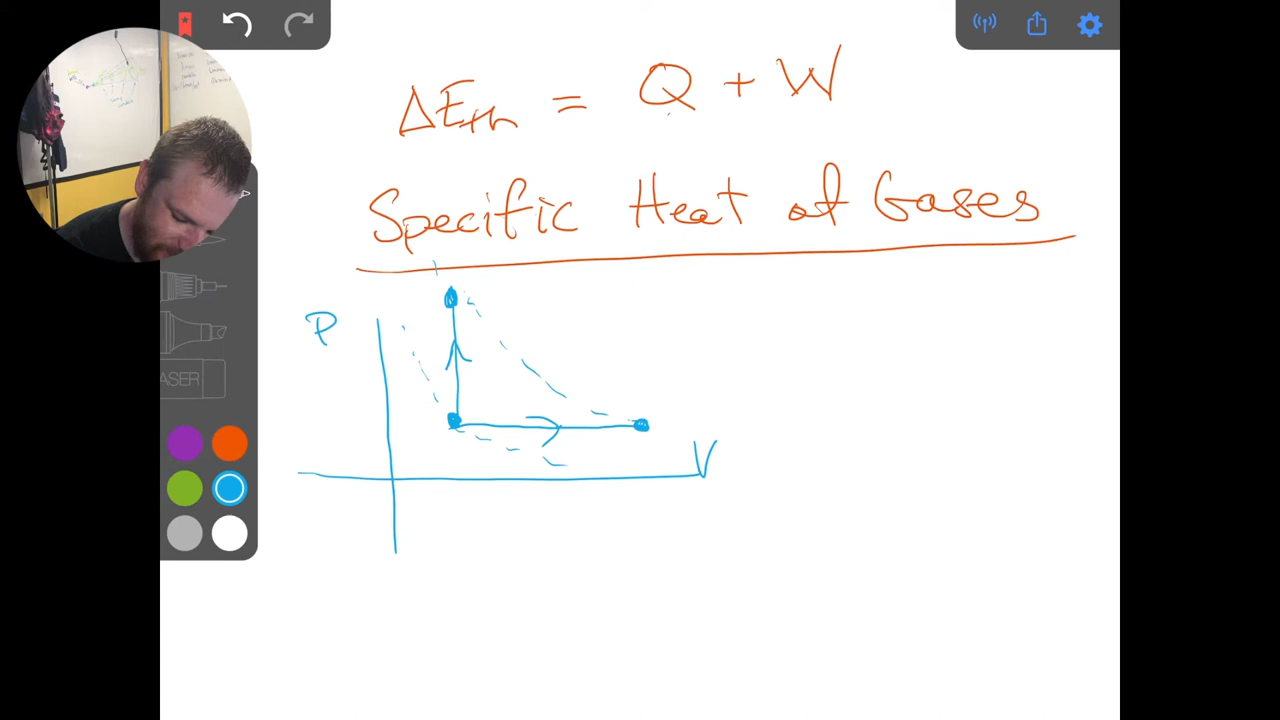 ΔEth = Q + W
Specific Heat of Gases
P
V
ASER